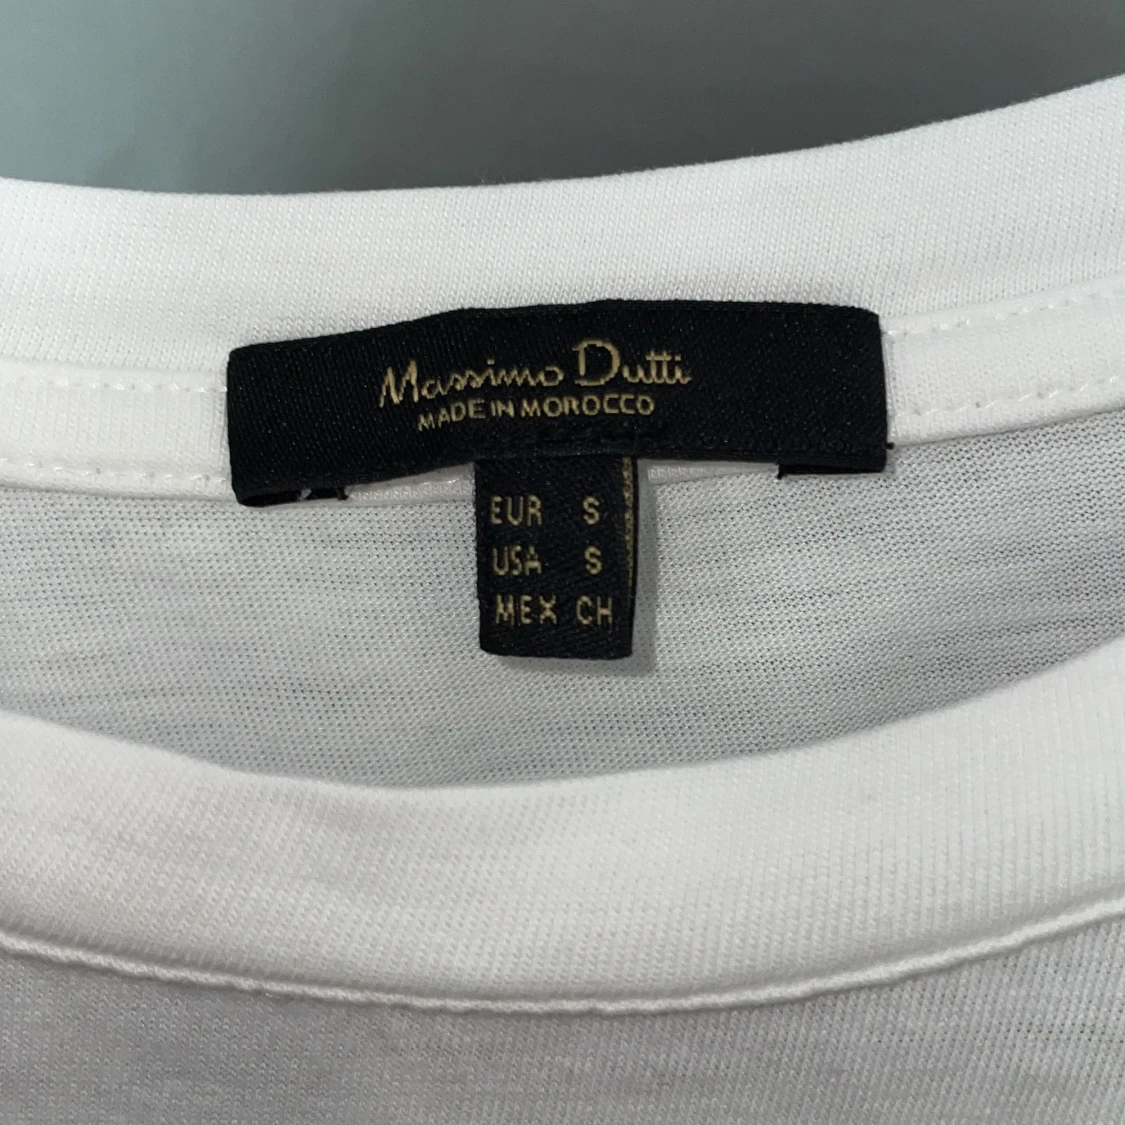 Massimo Dutti
MADE IN MOROCCO
EUR S
USA S
MEX CH